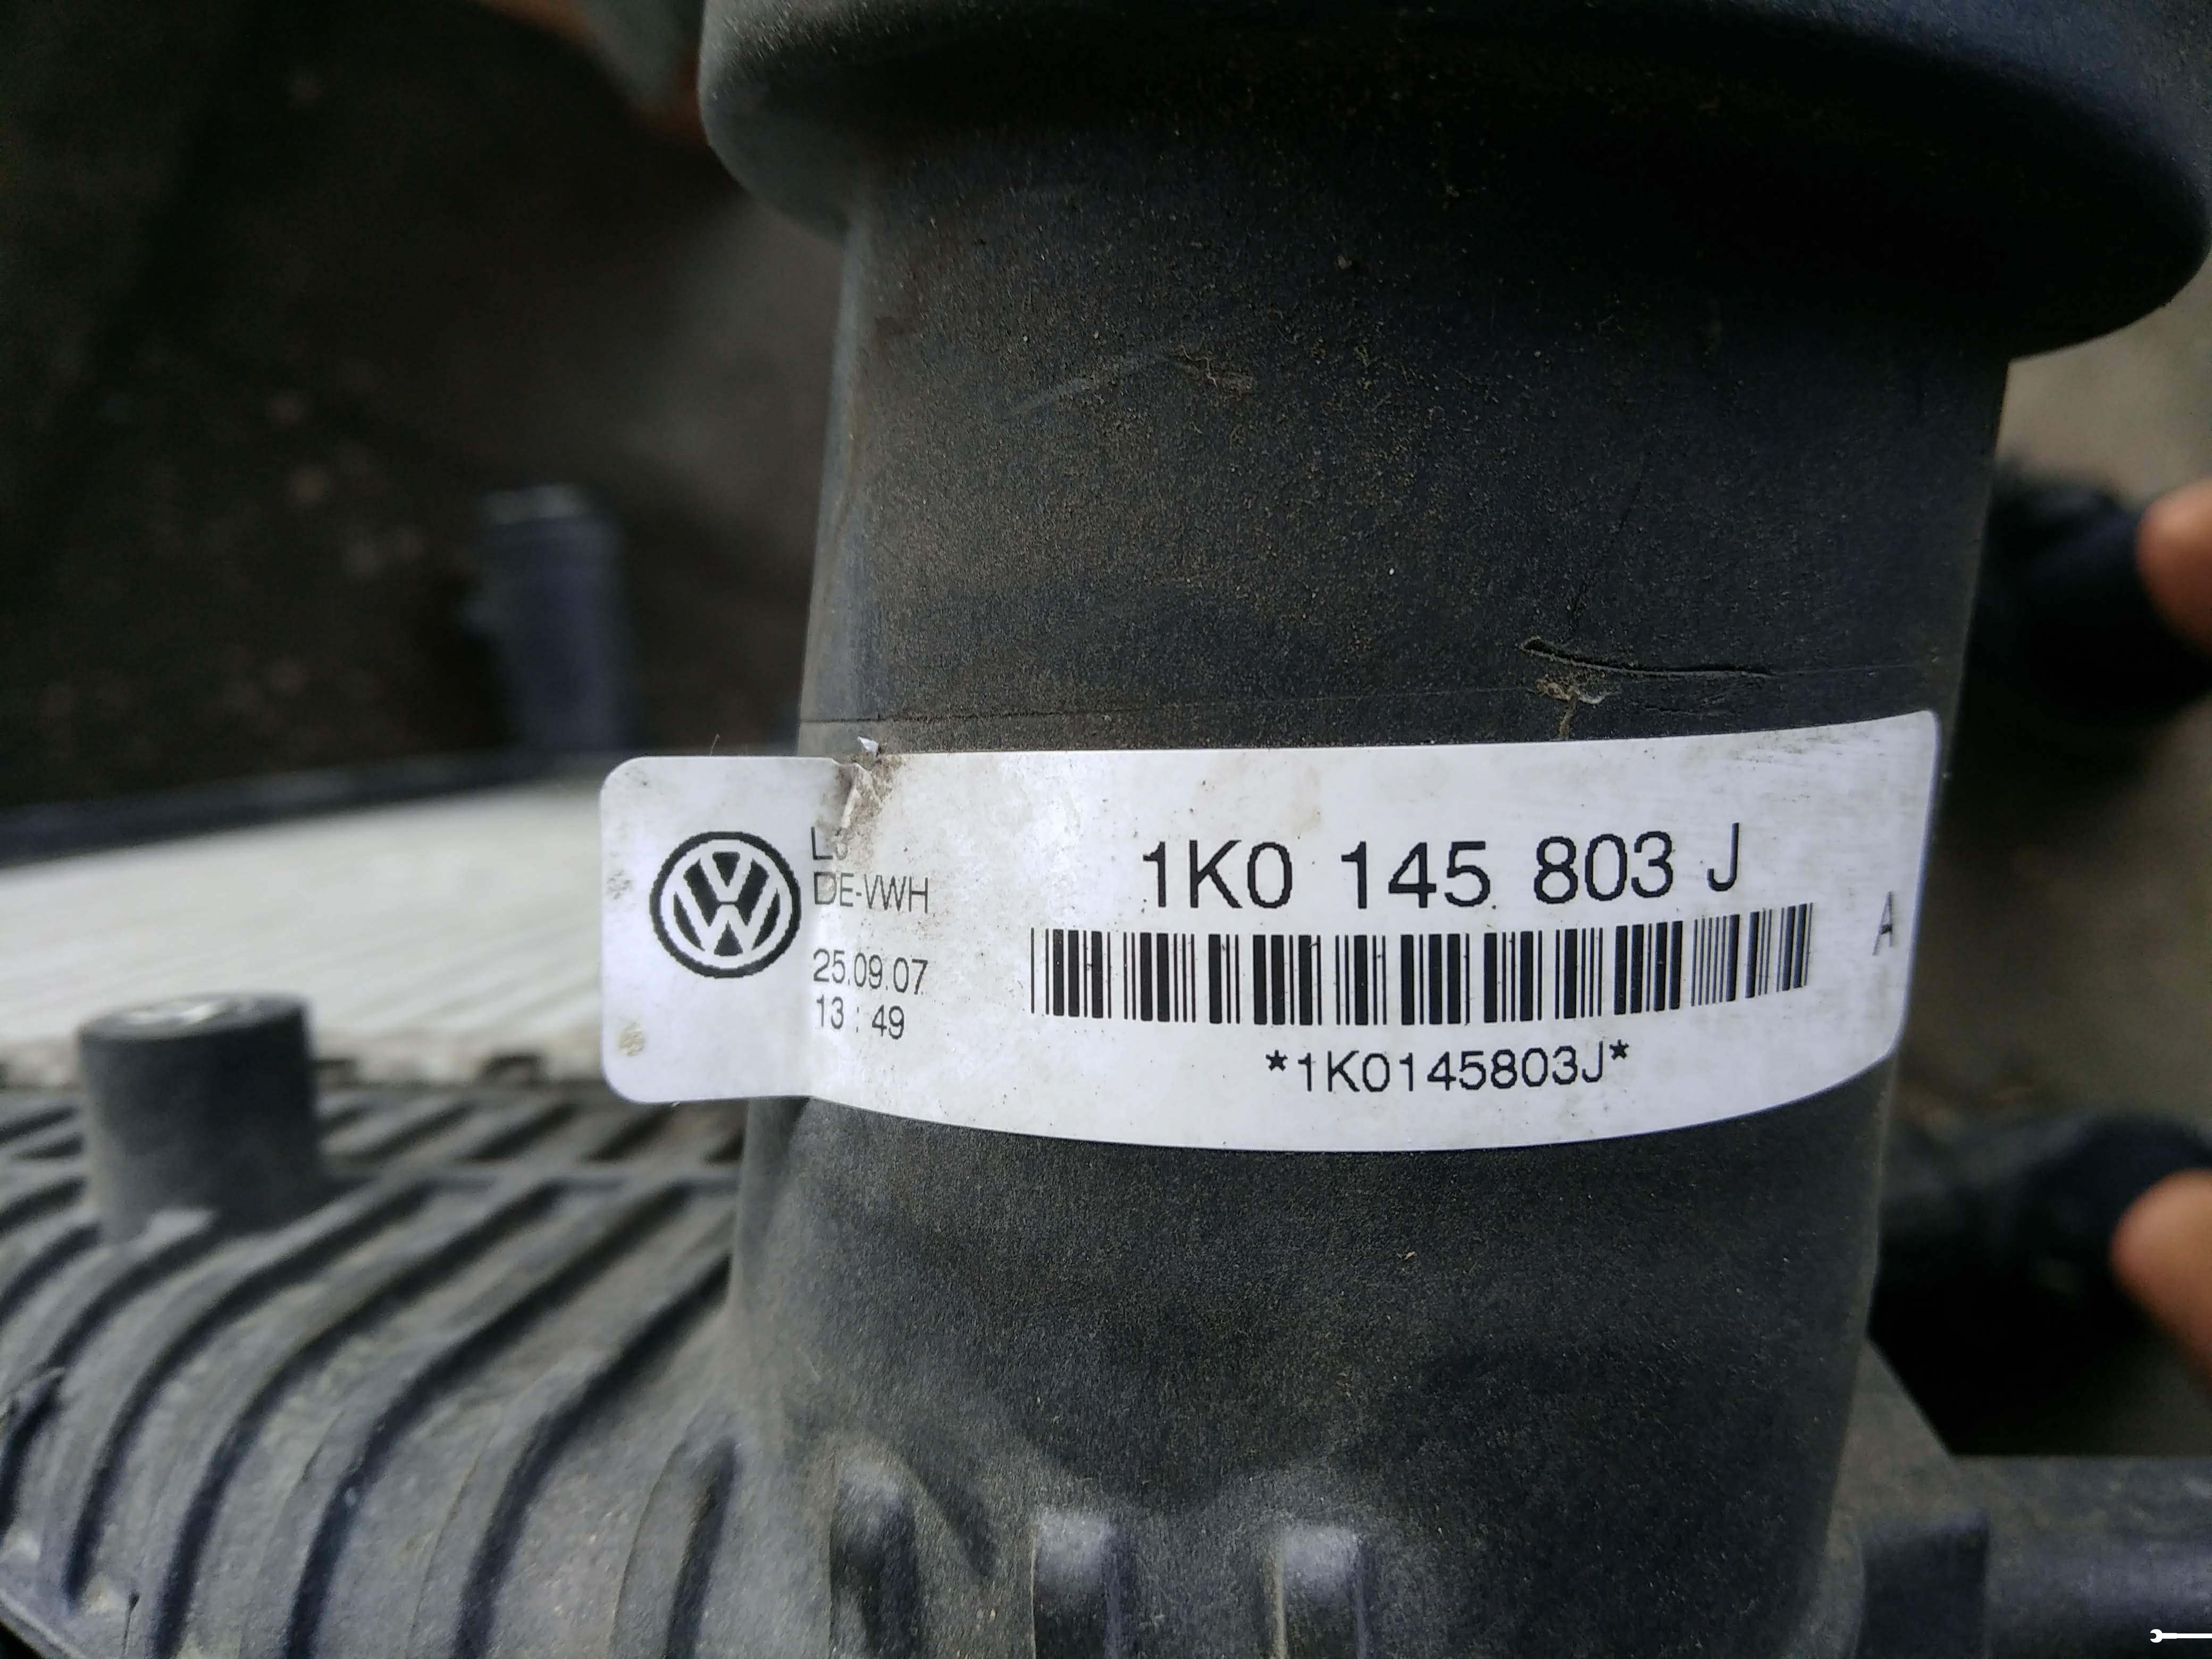 DE-VWH
25.09.07
13 : 49
1K0 145 803 J
*1K0145803J*
A